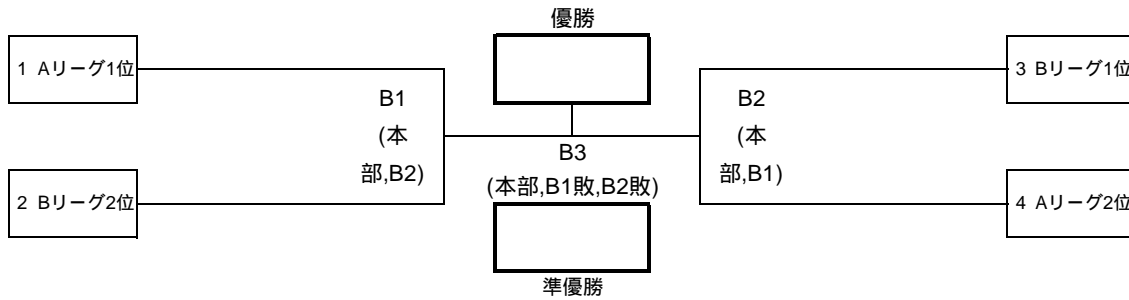 優勝
1 Aリーグ1位
3 Bリーグ1位
B1
(本
部,B2)
B2
(本
部,B1)
B3
(本部,B1敗,B2敗)
2 Bリーグ2位
4 Aリーグ2位
準優勝